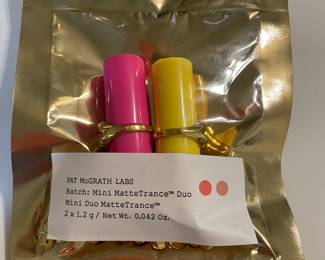 PAT McGRATH LABS
Batch: Mini MatteTrance™ Duo
Mini Duo MatteTrance™
2 x 1.2 g / Net Wt. 0.042 Oz.